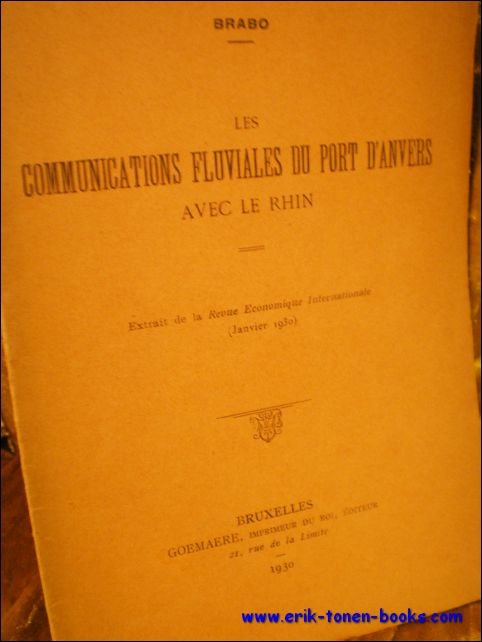 BRABO
LES
COMMUNICATIONS FLUVIALES DU PORT D'ANVERS
AVEC LE RHIN
Extrait de la Revue Economique Internationale
(Janvier 1930)
BRUXELLES
GOEMAERE, IMPRIMEUR DU ROI, ÉDITEUR
21, rue de la Limite
1930
www.erik-tonen-books.com